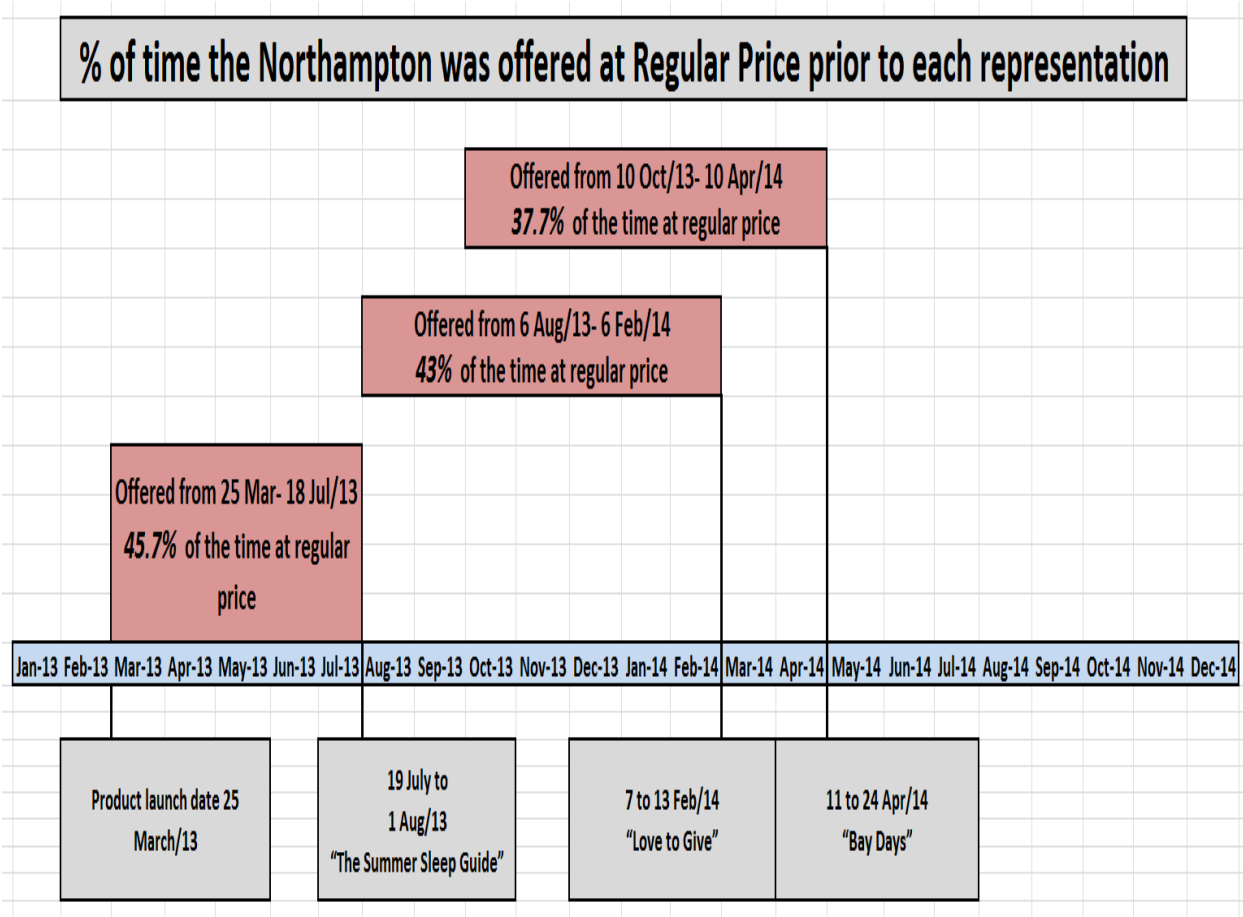 % of time the Northampton was offered at Regular Price prior to each representation
Offered from 10 Oct/13- 10 Apr/14
37.7% of the time at regular price
Offered from 6 Aug/13- 6 Feb/14
43% of the time at regular price
Offered from 25 Mar- 18 Jul/13
45.7% of the time at regular
price
Jan-13 Feb-13 Mar-13 Apr-13 May-13 Jun-13 Jul-13 Aug-13 Sep-13 Oct-13 Nov-13 Dec-13 Jan-14 Feb-14 Mar-14 Apr-14 May-14 Jun-14 Jul-14 Aug-14 Sep-14 Oct-14 Nov-14 Dec-14
Product launch date 25
March/13
19 July to
1 Aug/13
“The Summer Sleep Guide”
7 to 13 Feb/14
“Love to Give”
11 to 24 Apr/14
“Bay Days”